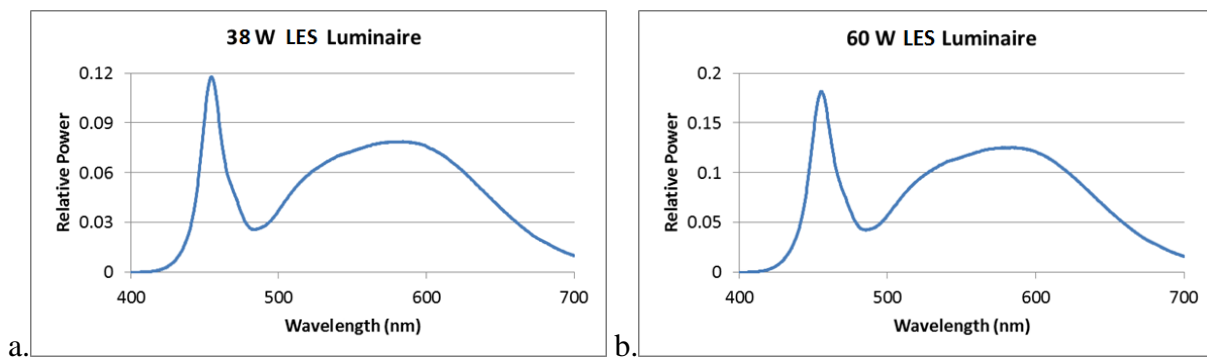 38 W LES Luminaire
Relative Power
0.12
0.09
0.06
0.03
0
400 500 600 700
Wavelength (nm)
a.
60 W LES Luminaire
Relative Power
0.2
0.15
0.1
0.05
0
400 500 600 700
Wavelength (nm)
b.